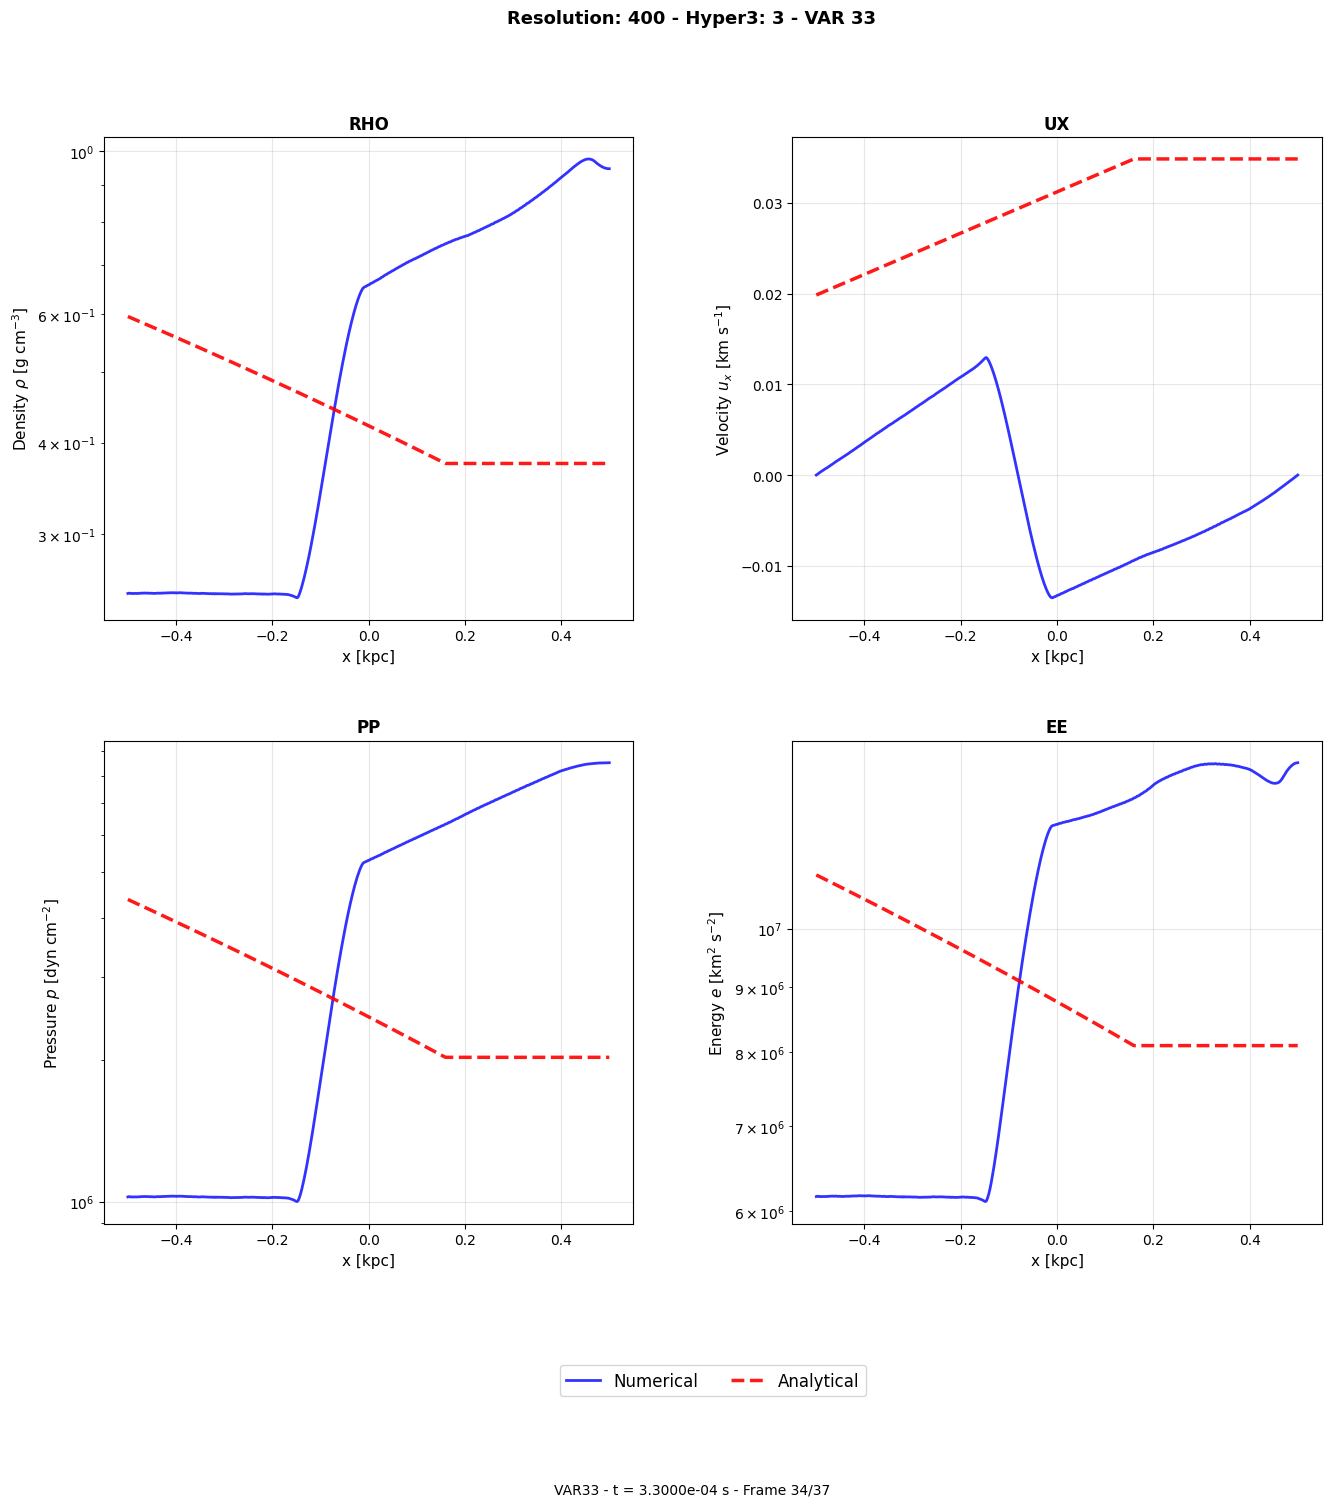 Resolution: 400 - Hyper3: 3 - VAR 33
RHO
Density ρ [g cm⁻³]
10⁰
6 × 10⁻¹
4 × 10⁻¹
3 × 10⁻¹
−0.4 −0.2 0.0 0.2 0.4
x [kpc]
UX
Velocity uₓ [km s⁻¹]
0.03
0.02
0.01
0.00
−0.01
−0.4 −0.2 0.0 0.2 0.4
x [kpc]
PP
Pressure p [dyn cm⁻²]
10⁶
−0.4 −0.2 0.0 0.2 0.4
x [kpc]
EE
Energy e [km² s⁻²]
10⁷
9 × 10⁶
8 × 10⁶
7 × 10⁶
6 × 10⁶
−0.4 −0.2 0.0 0.2 0.4
x [kpc]
Numerical Analytical
VAR33 - t = 3.3000e-04 s - Frame 34/37